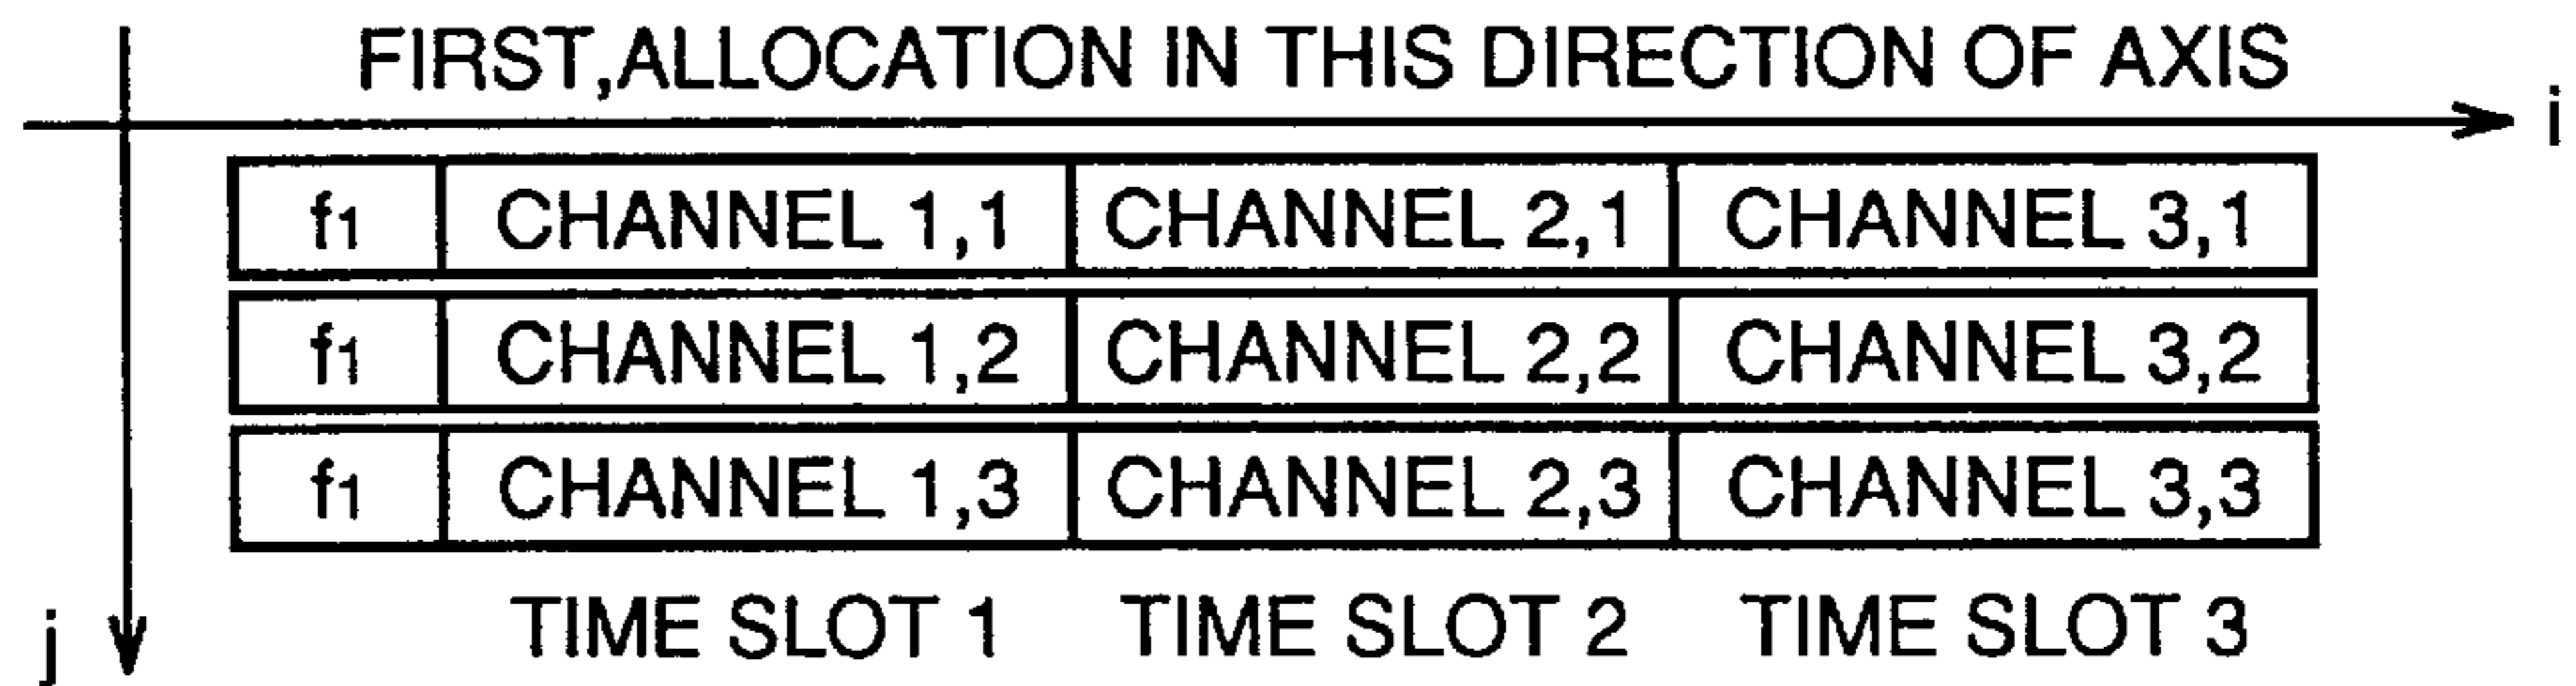 FIRST,ALLOCATION IN THIS DIRECTION OF AXIS
i
f1 CHANNEL 1,1 CHANNEL 2,1 CHANNEL 3,1
f1 CHANNEL 1,2 CHANNEL 2,2 CHANNEL 3,2
f1 CHANNEL 1,3 CHANNEL 2,3 CHANNEL 3,3
j TIME SLOT 1 TIME SLOT 2 TIME SLOT 3